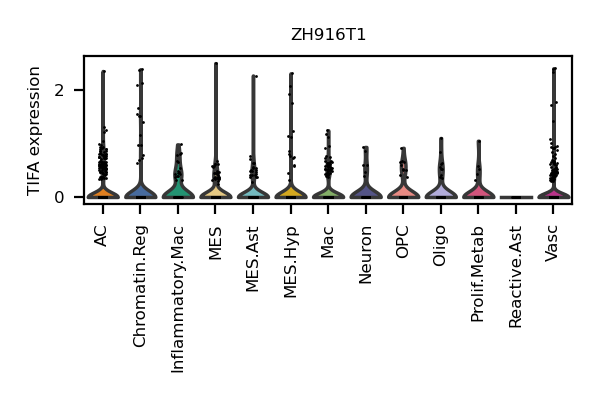 ZH916T1
TIFA expression
2
0
AC
Chromatin.Reg
Inflammatory.Mac
MES
MES.Ast
MES.Hyp
Mac
Neuron
OPC
Oligo
Prolif.Metab
Reactive.Ast
Vasc